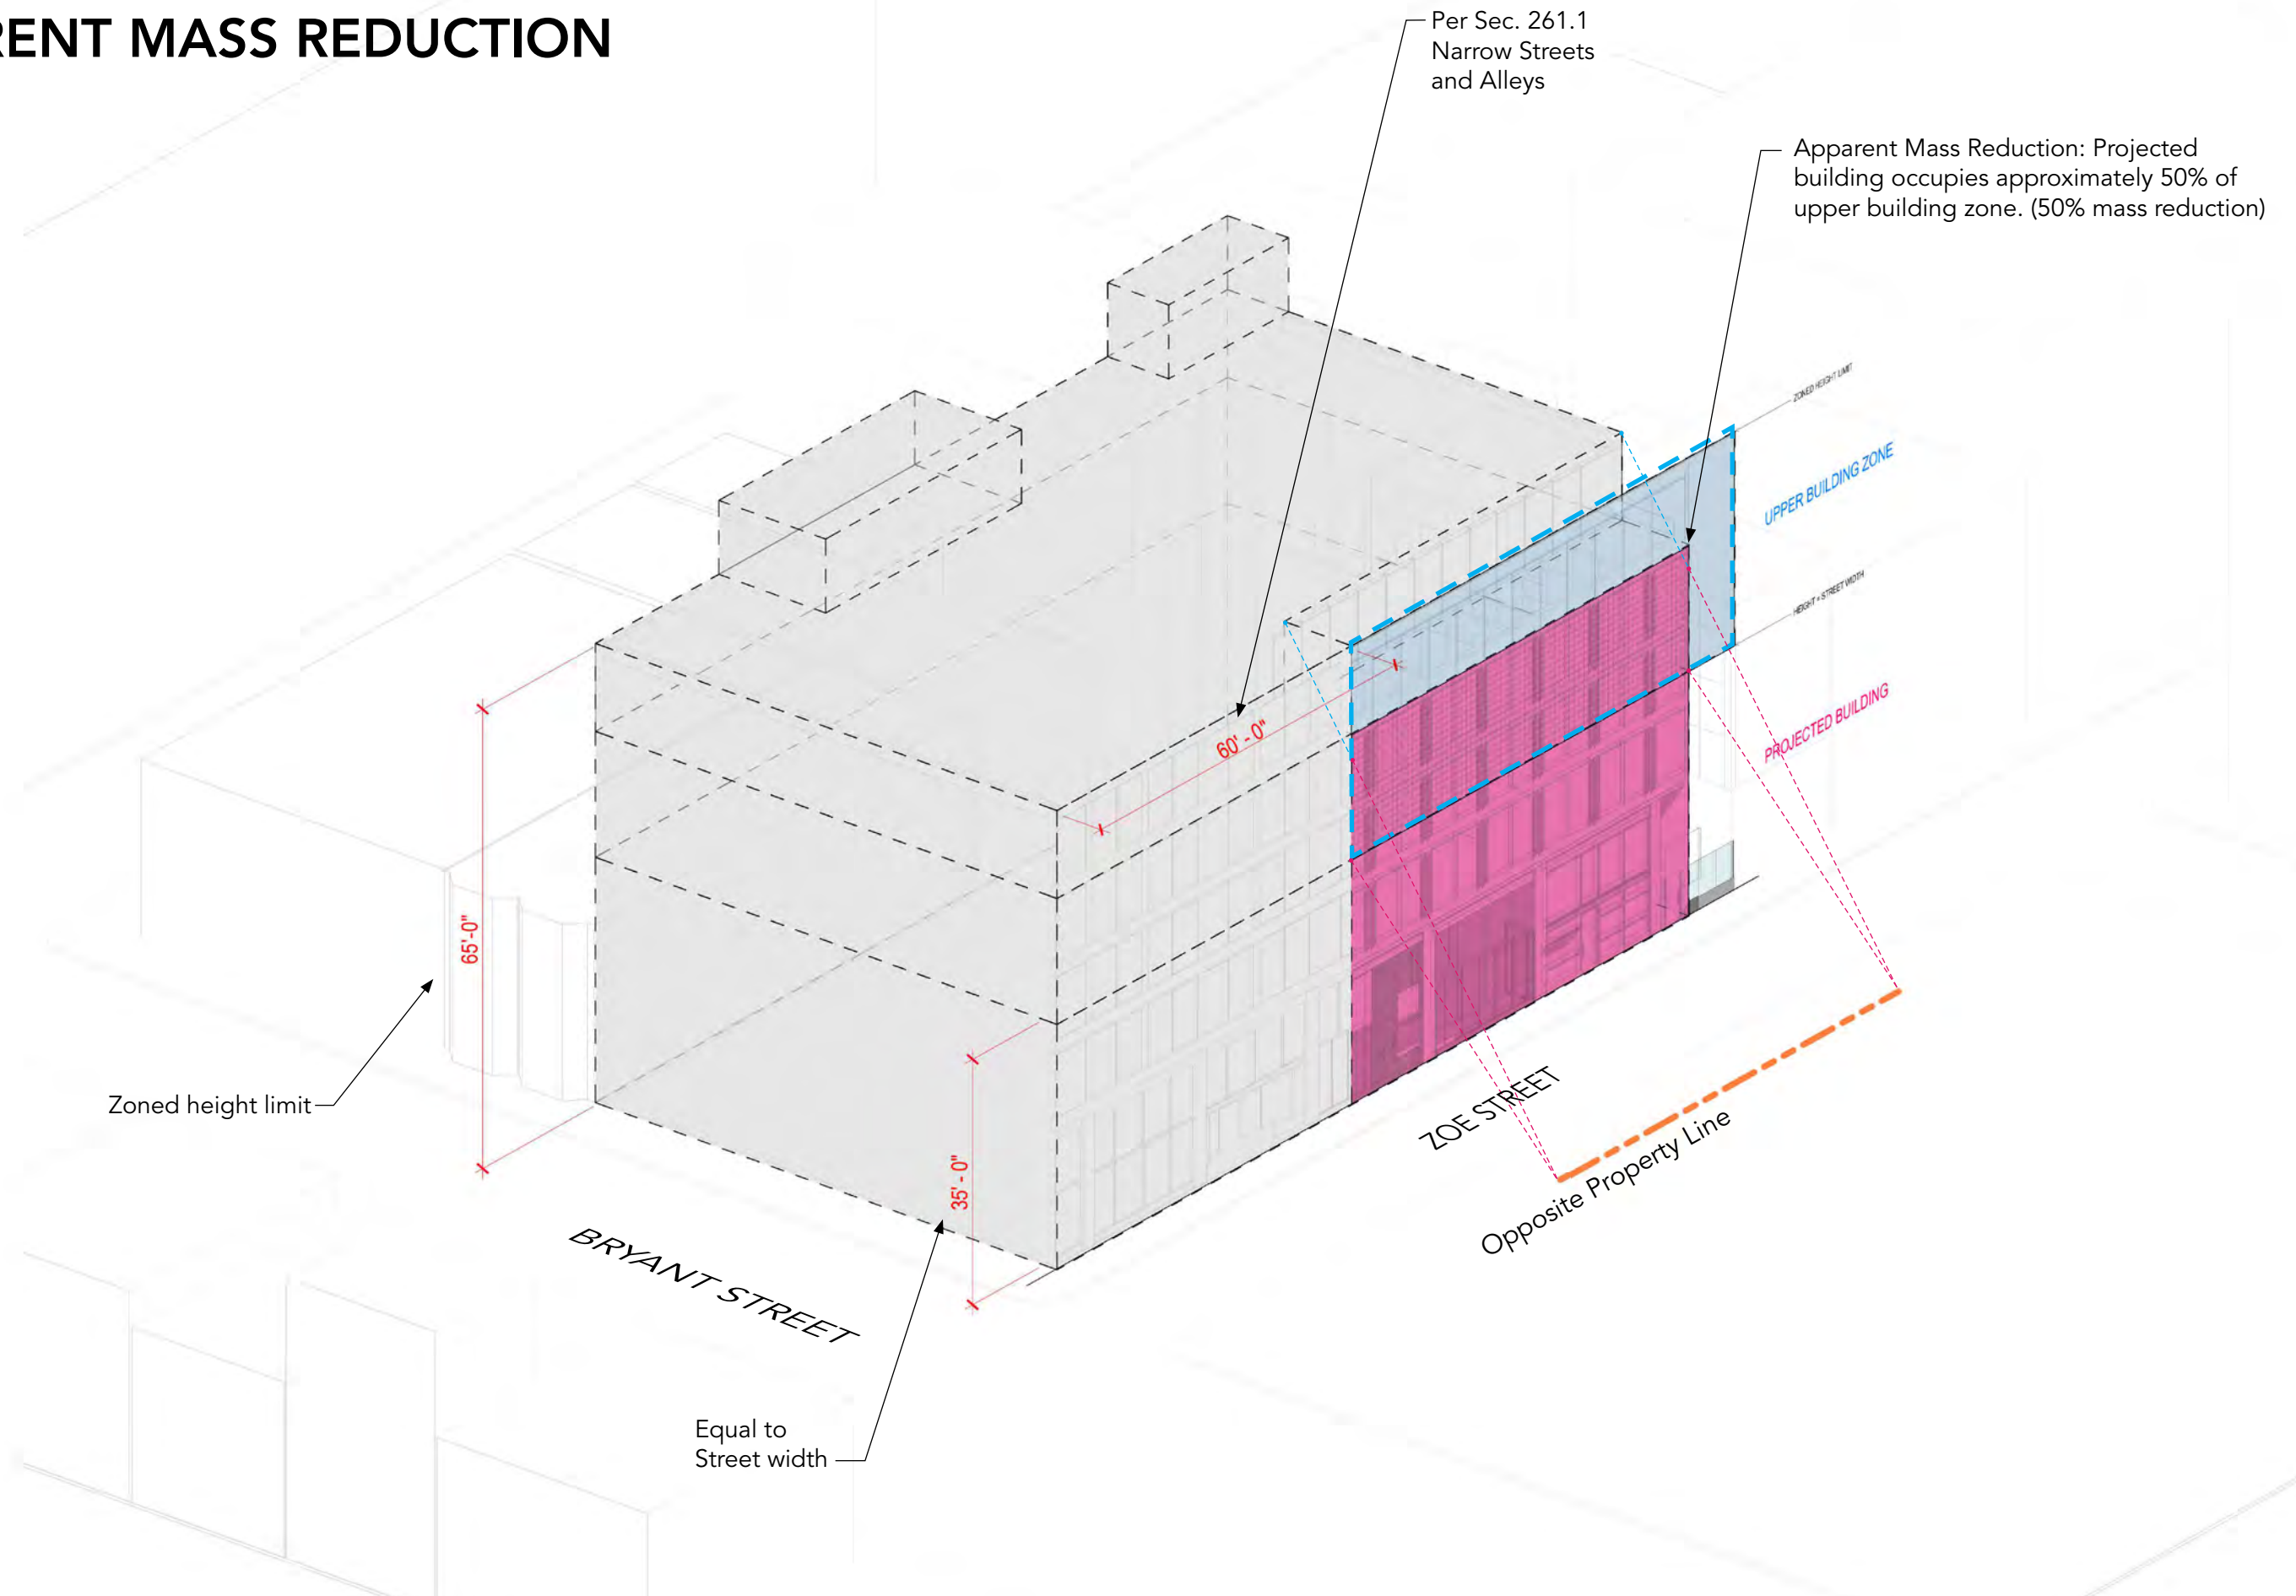 RENT MASS REDUCTION
Per Sec. 261.1
Narrow Streets
and Alleys
Apparent Mass Reduction: Projected
building occupies approximately 50% of
upper building zone. (50% mass reduction)
ZONED HEIGHT LIMIT
UPPER BUILDING ZONE
HEIGHT = STREET WIDTH
PROJECTED BUILDING
60' - 0"
65'-0"
35' - 0"
Zoned height limit
ZOE STREET
Opposite Property Line
BRYANT STREET
Equal to
Street width